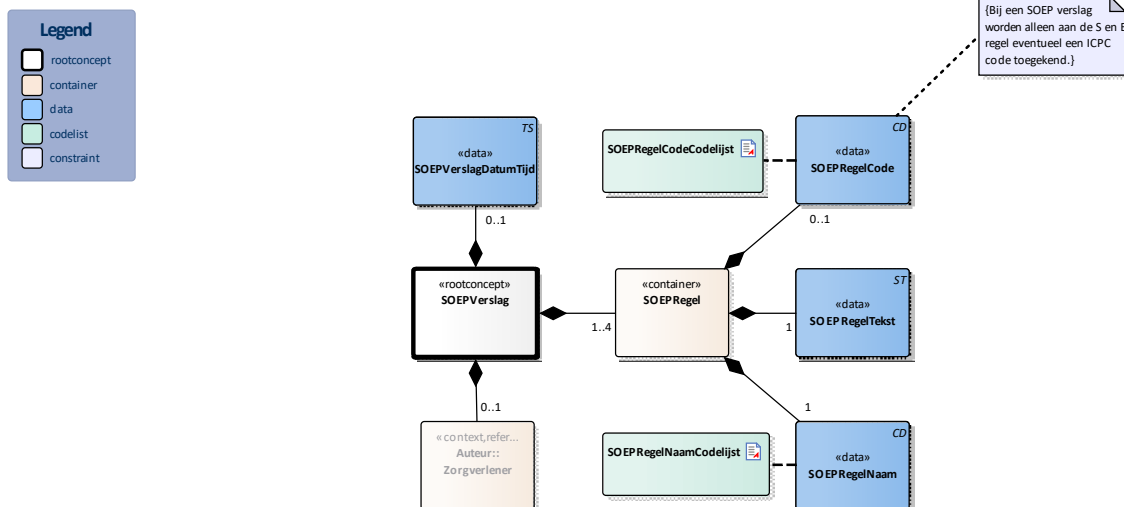 Legend
rootconcept
container
data
codelist
constraint
{Bij een SOEP verslag
worden alleen aan de S en E
regel eventueel een ICPC
code toegekend.}
TS
«data»
SOEPVerslagDatumTijd
0..1
SOEPRegelCodeCodelijst
CD
«data»
SOEPRegelCode
0..1
«rootconcept»
SOEPVerslag
1..4
«container»
SOEPRegel
1
ST
«data»
SOEPRegelTekst
0..1
1
«context,refer...
Auteur::
Zorgverlener
SOEPRegelNaamCodelijst
CD
«data»
SOEPRegelNaam